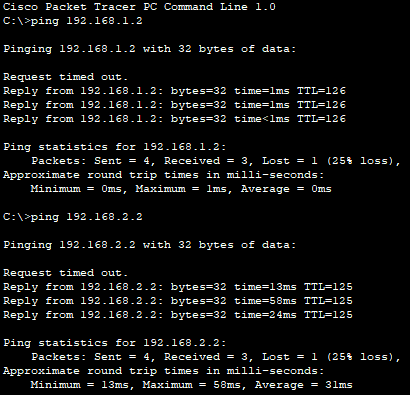 Cisco Packet Tracer PC Command Line 1.0
C:\>ping 192.168.1.2
Pinging 192.168.1.2 with 32 bytes of data:
Request timed out.
Reply from 192.168.1.2: bytes=32 time=1ms TTL=126
Reply from 192.168.1.2: bytes=32 time=1ms TTL=126
Reply from 192.168.1.2: bytes=32 time<1ms TTL=126
Ping statistics for 192.168.1.2:
Packets: Sent = 4, Received = 3, Lost = 1 (25% loss),
Approximate round trip times in milli-seconds:
Minimum = 0ms, Maximum = 1ms, Average = 0ms
C:\>ping 192.168.2.2
Pinging 192.168.2.2 with 32 bytes of data:
Request timed out.
Reply from 192.168.2.2: bytes=32 time=13ms TTL=125
Reply from 192.168.2.2: bytes=32 time=58ms TTL=125
Reply from 192.168.2.2: bytes=32 time=24ms TTL=125
Ping statistics for 192.168.2.2:
Packets: Sent = 4, Received = 3, Lost = 1 (25% loss),
Approximate round trip times in milli-seconds:
Minimum = 13ms, Maximum = 58ms, Average = 31ms